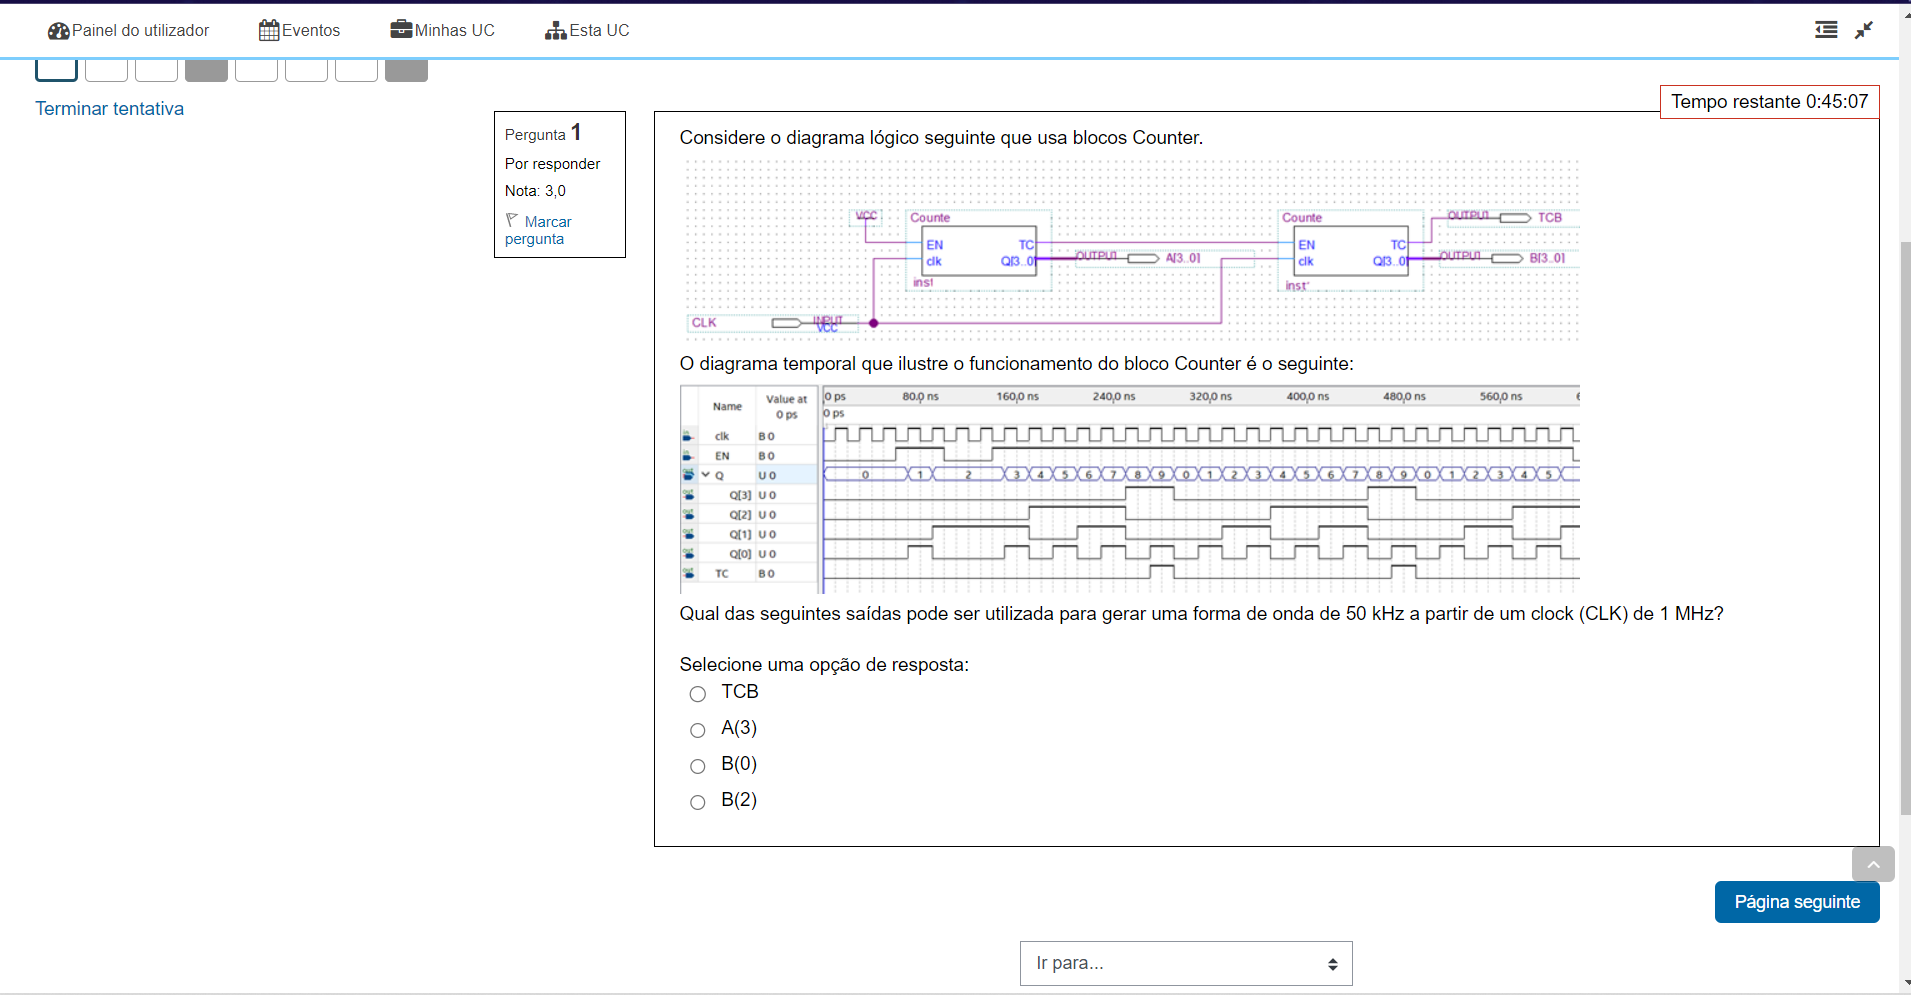 Painel do utilizador Eventos Minhas UC Esta UC
Terminar tentativa
Tempo restante 0:45:07
Pergunta 1
Por responder
Nota: 3,0
Marcar
pergunta
Considere o diagrama lógico seguinte que usa blocos Counter.
VCC
Counte
EN TC
clk Q[3..0]
inst
OUTPUT A[3..0]
Counte
EN TC
clk Q[3..0]
inst'
OUTPUT TCB
OUTPUT B[3..0]
CLK INPUT
VCC
O diagrama temporal que ilustre o funcionamento do bloco Counter é o seguinte:
Name Value at
0 ps
0 ps 80.0 ns 160,0 ns 240,0 ns 320,0 ns 400,0 ns 480,0 ns 560,0 ns
0 ps
clk B 0
EN B 0
Q U 0 0 1 2 3 4 5 6 7 8 9 0 1 2 3 4 5 6 7 8 9 0 1 2 3 4 5
Q[3] U 0
Q[2] U 0
Q[1] U 0
Q[0] U 0
TC B 0
Qual das seguintes saídas pode ser utilizada para gerar uma forma de onda de 50 kHz a partir de um clock (CLK) de 1 MHz?
Selecione uma opção de resposta:
TCB
A(3)
B(0)
B(2)
Página seguinte
Ir para...